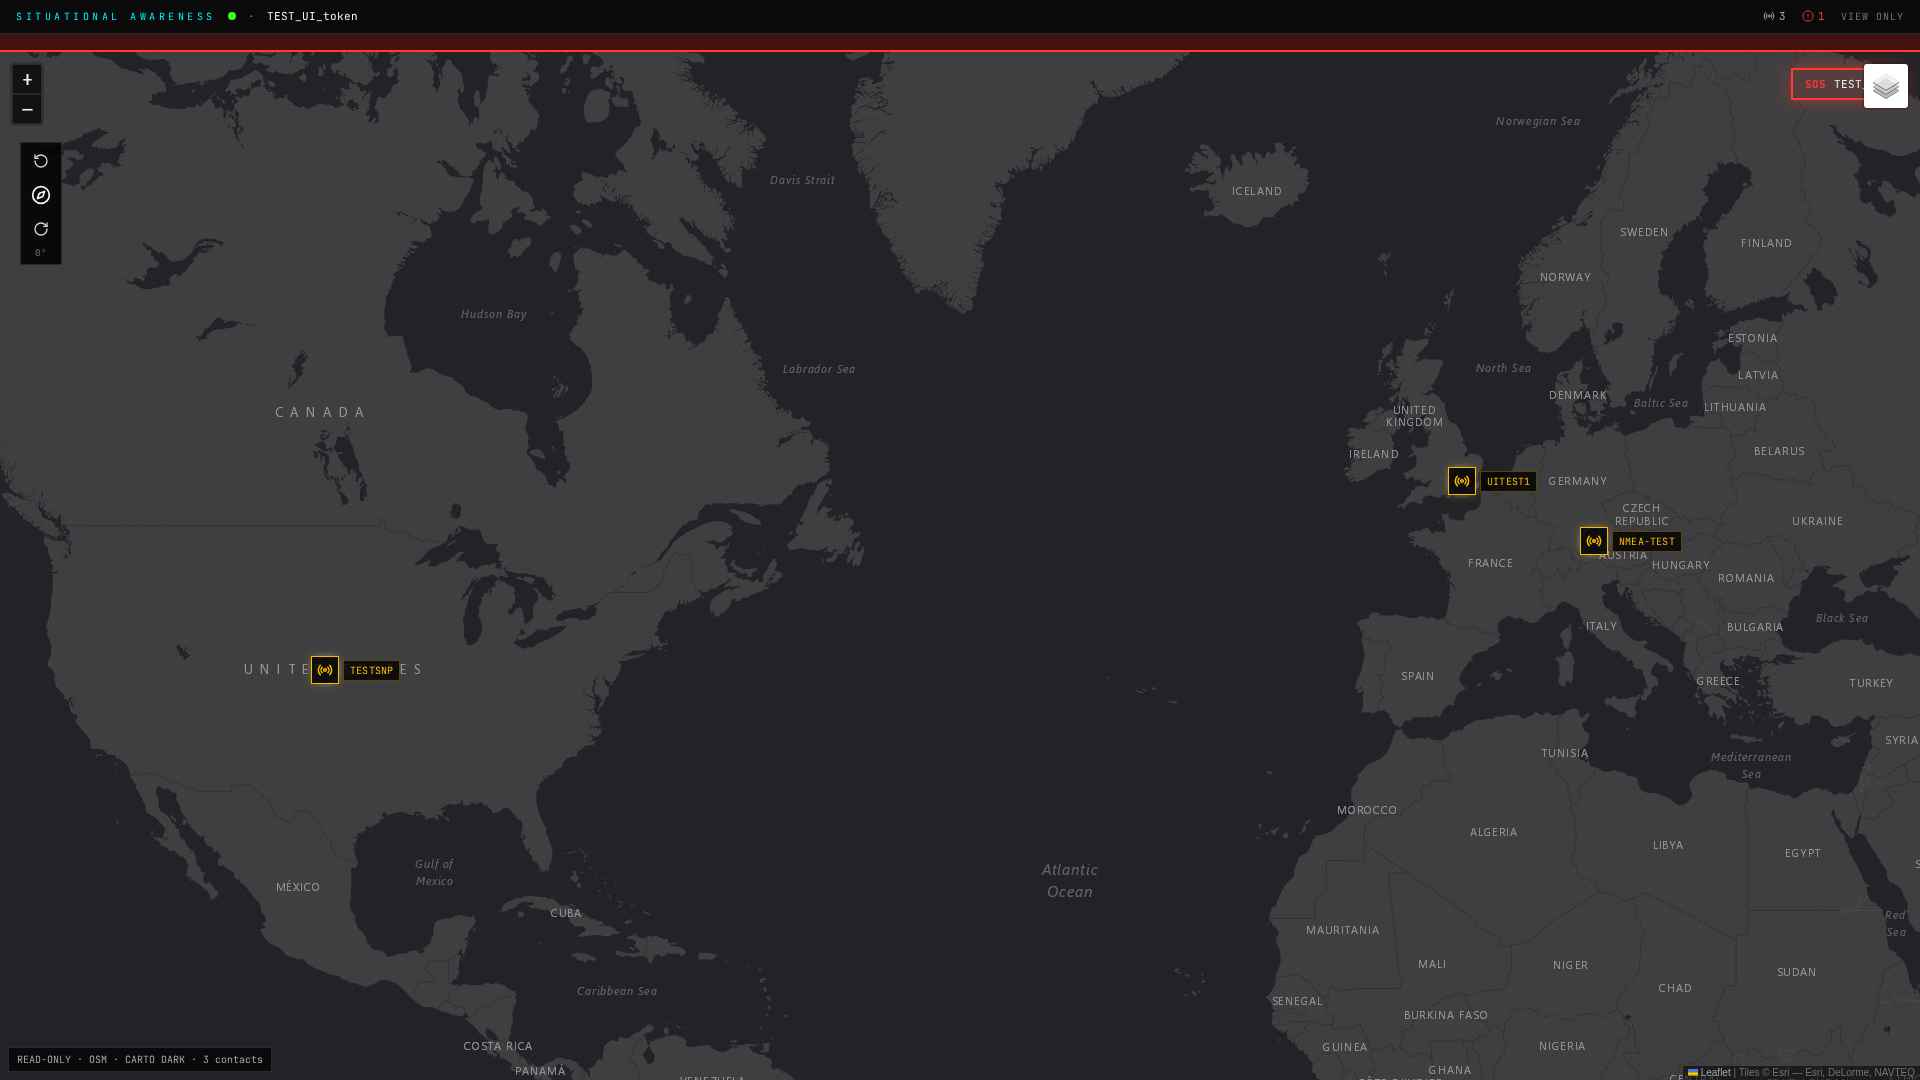 SITUATIONAL AWARENESS · TEST_UI_token
3
1
VIEW ONLY
+
−
0°
SOS TEST_
Norwegian Sea
Davis Strait
ICELAND
SWEDEN
FINLAND
NORWAY
Hudson Bay
ESTONIA
Labrador Sea
North Sea
LATVIA
DENMARK
Baltic Sea
LITHUANIA
CANADA
UNITED
KINGDOM
BELARUS
IRELAND
UITEST1
GERMANY
CZECH
REPUBLIC
UKRAINE
NMEA-TEST
AUSTRIA
FRANCE
HUNGARY
ROMANIA
Black Sea
ITALY
BULGARIA
UNITE
TESTSNP
ES
SPAIN
GREECE
TURKEY
SYRIA
TUNISIA
Mediterranean
Sea
MOROCCO
ALGERIA
LIBYA
EGYPT
Gulf of
Mexico
MÉXICO
Atlantic
Ocean
CUBA
Red
Sea
MAURITANIA
MALI
NIGER
SUDAN
Caribbean Sea
CHAD
SENEGAL
BURKINA FASO
COSTA RICA
GUINEA
NIGERIA
READ-ONLY · OSM · CARTO DARK · 3 contacts
PANAMÁ
GHANA
VENEZUELA
Leaflet | Tiles © Esri — Esri, DeLorme, NAVTEQ